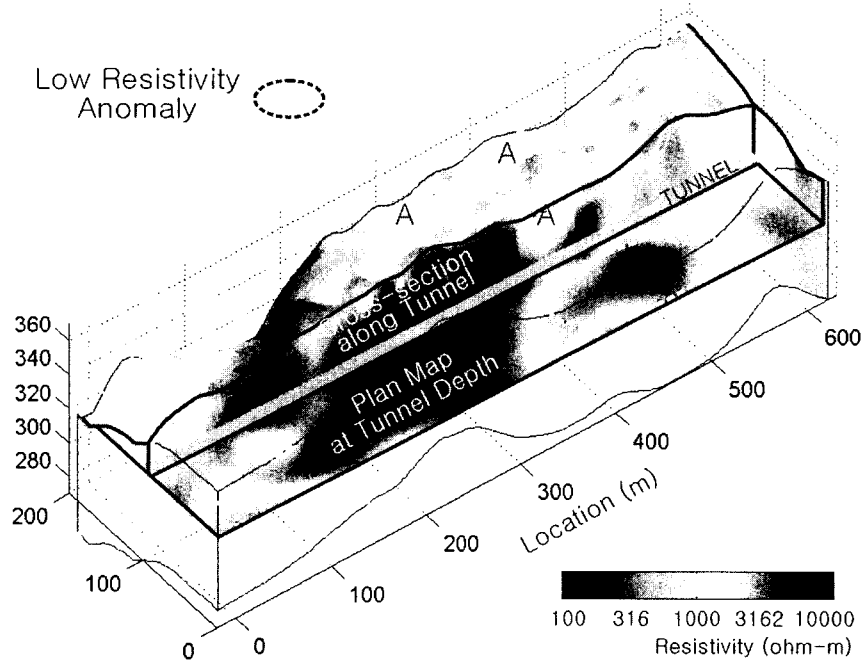 Low Resistivity
Anomaly
A
A
A
TUNNEL
along Tunnel
Plan Map
at Tunnel Depth
360
340
320
300
280
200
100
0
0
100
200
300
400
500
600
Location (m)
100 316 1000 3162 10000
Resistivity (ohm-m)